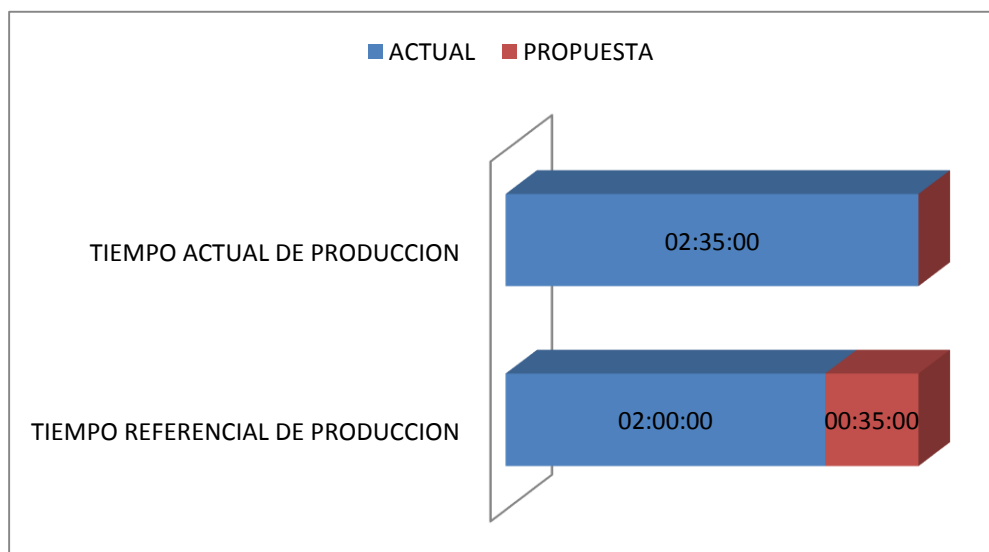 ACTUAL PROPUESTA
TIEMPO ACTUAL DE PRODUCCION 02:35:00
TIEMPO REFERENCIAL DE PRODUCCION 02:00:00 00:35:00